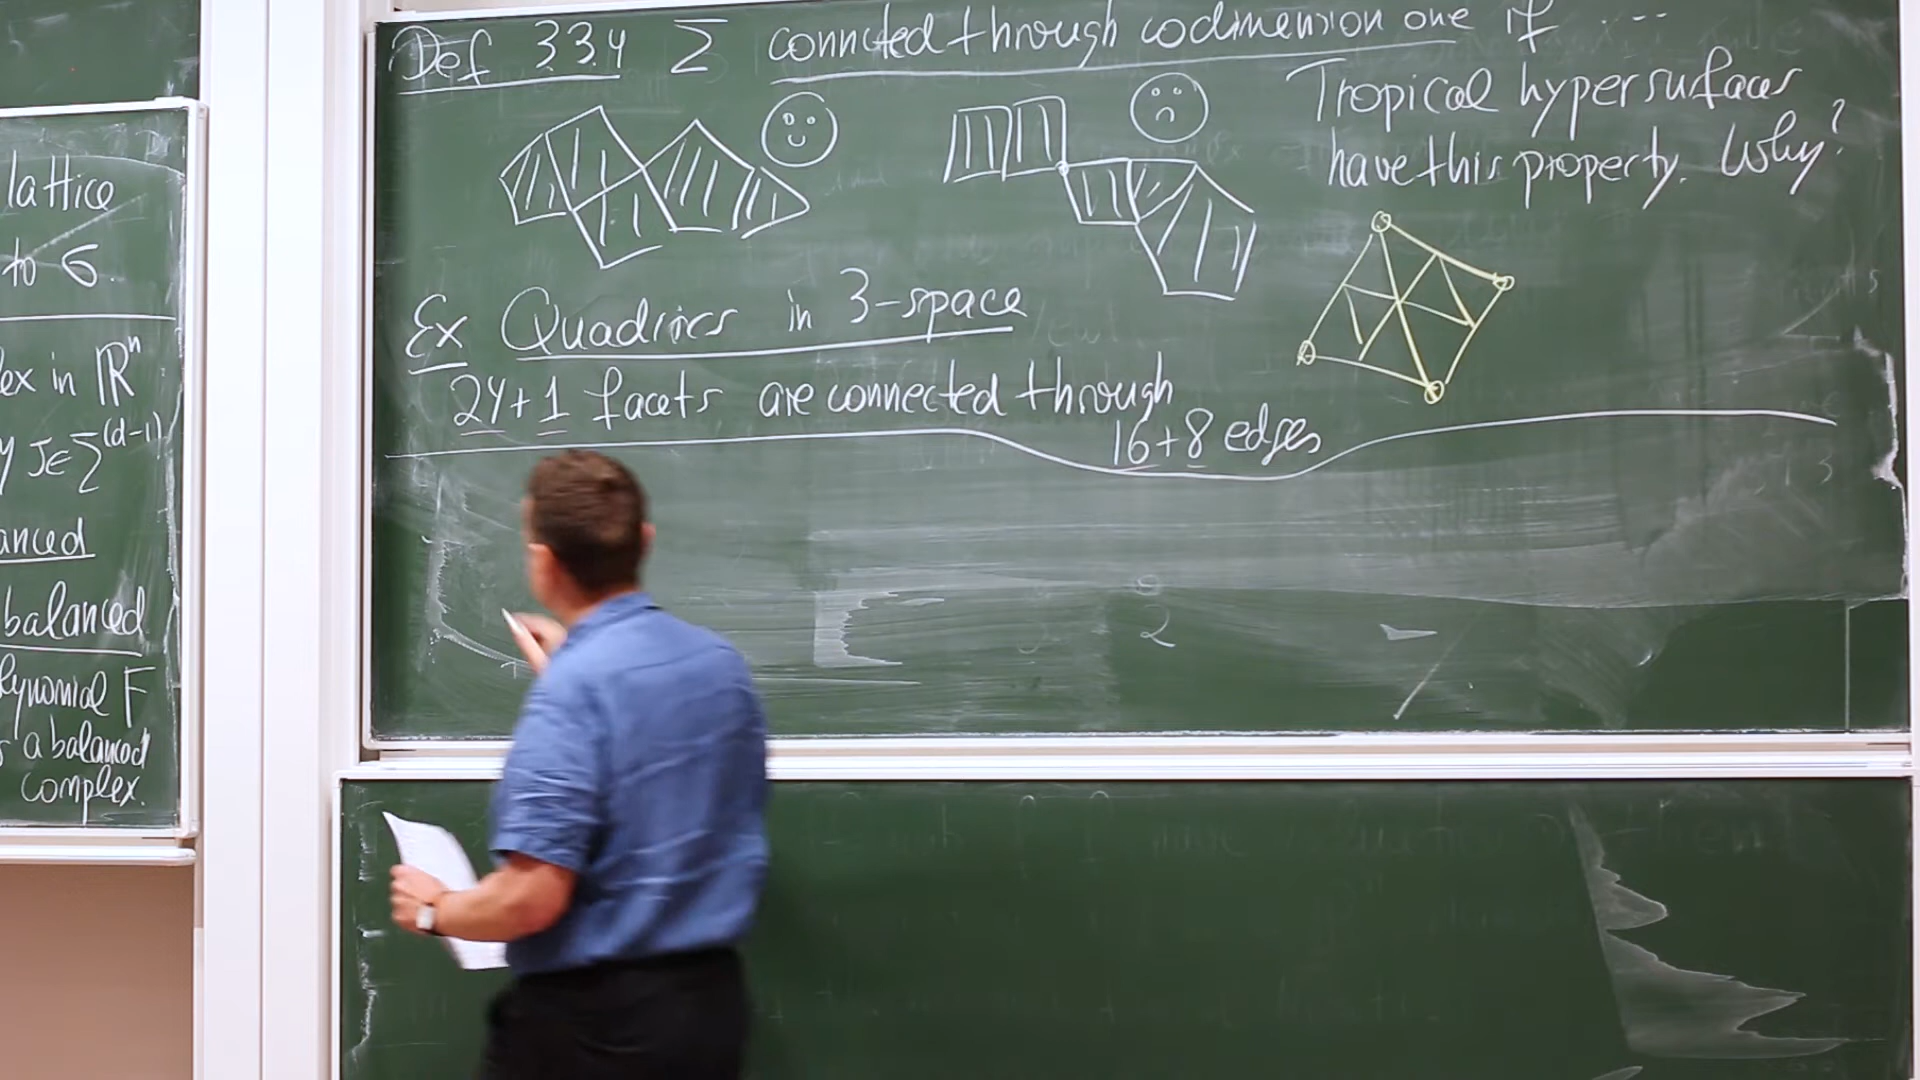 lattice
to σ.
ex in ℝⁿ
J∈Σ^(d-1)
anced
balanced
lynomial F
s a balanced
complex.
Def 3.3.4 Σ conncted through codimension one if ...
Tropical hypersurfaces
have this property. Why?
Ex Quadrics in 3-space
24+1 facets are connected through
16+8 edges
2